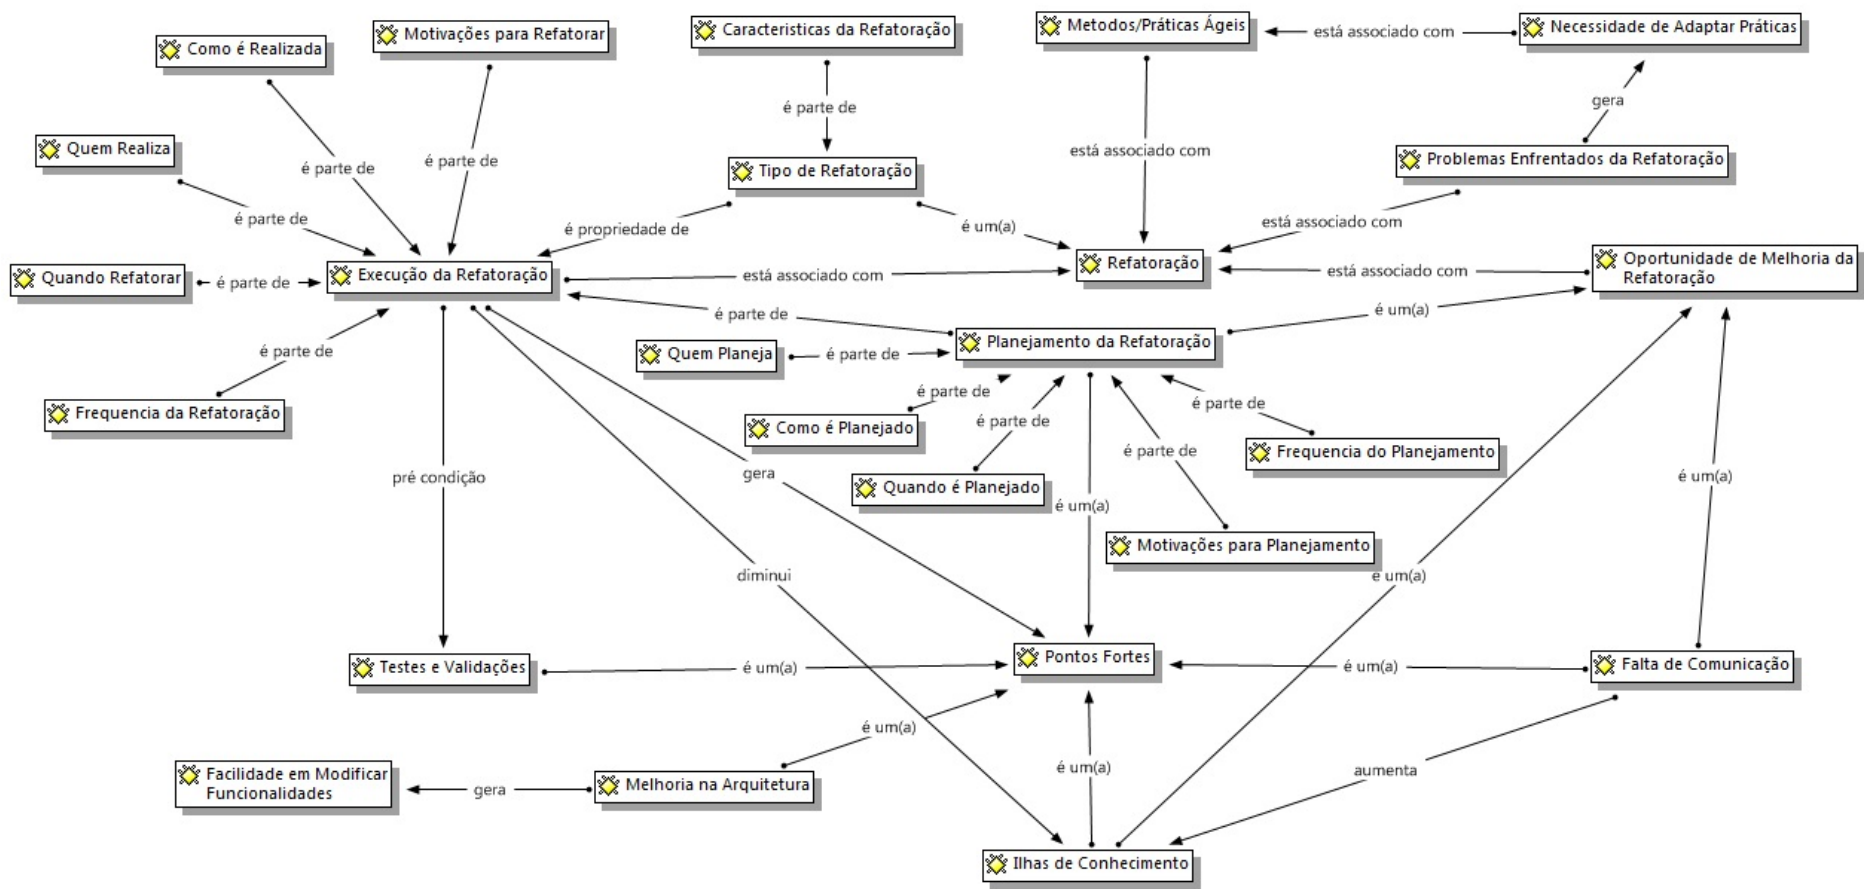 Metodos/Práticas Ágeis
está associado com
Necessidade de Adaptar Práticas
Motivações para Refatorar
Caracteristicas da Refatoração
Como é Realizada
gera
é parte de
Quem Realiza
é parte de
é parte de
está associado com
Problemas Enfrentados da Refatoração
é parte de
Tipo de Refatoração
é parte de
é propriedade de
é um(a)
está associado com
Quando Refatorar
é parte de
Execução da Refatoração
está associado com
Refatoração
está associado com
Oportunidade de Melhoria da
Refatoração
é parte de
é um(a)
é parte de
Quem Planeja
é parte de
Planejamento da Refatoração
Frequencia da Refatoração
é parte de
é parte de
Como é Planejado
é parte de
é parte de
Frequencia do Planejamento
pré condição
gera
Quando é Planejado
é um(a)
é um(a)
Motivações para Planejamento
diminui
é um(a)
Testes e Validações
é um(a)
Pontos Fortes
é um(a)
Falta de Comunicação
é um(a)
Facilidade em Modificar
Funcionalidades
gera
Melhoria na Arquitetura
é um(a)
aumenta
Ilhas de Conhecimento